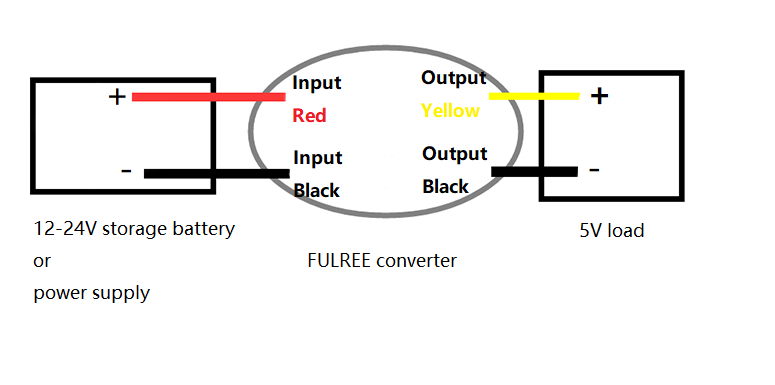 +
Input
Red
-
Input
Black
Output
Yellow
+
Output
Black
-
12-24V storage battery
or
power supply
FULREE converter
5V load